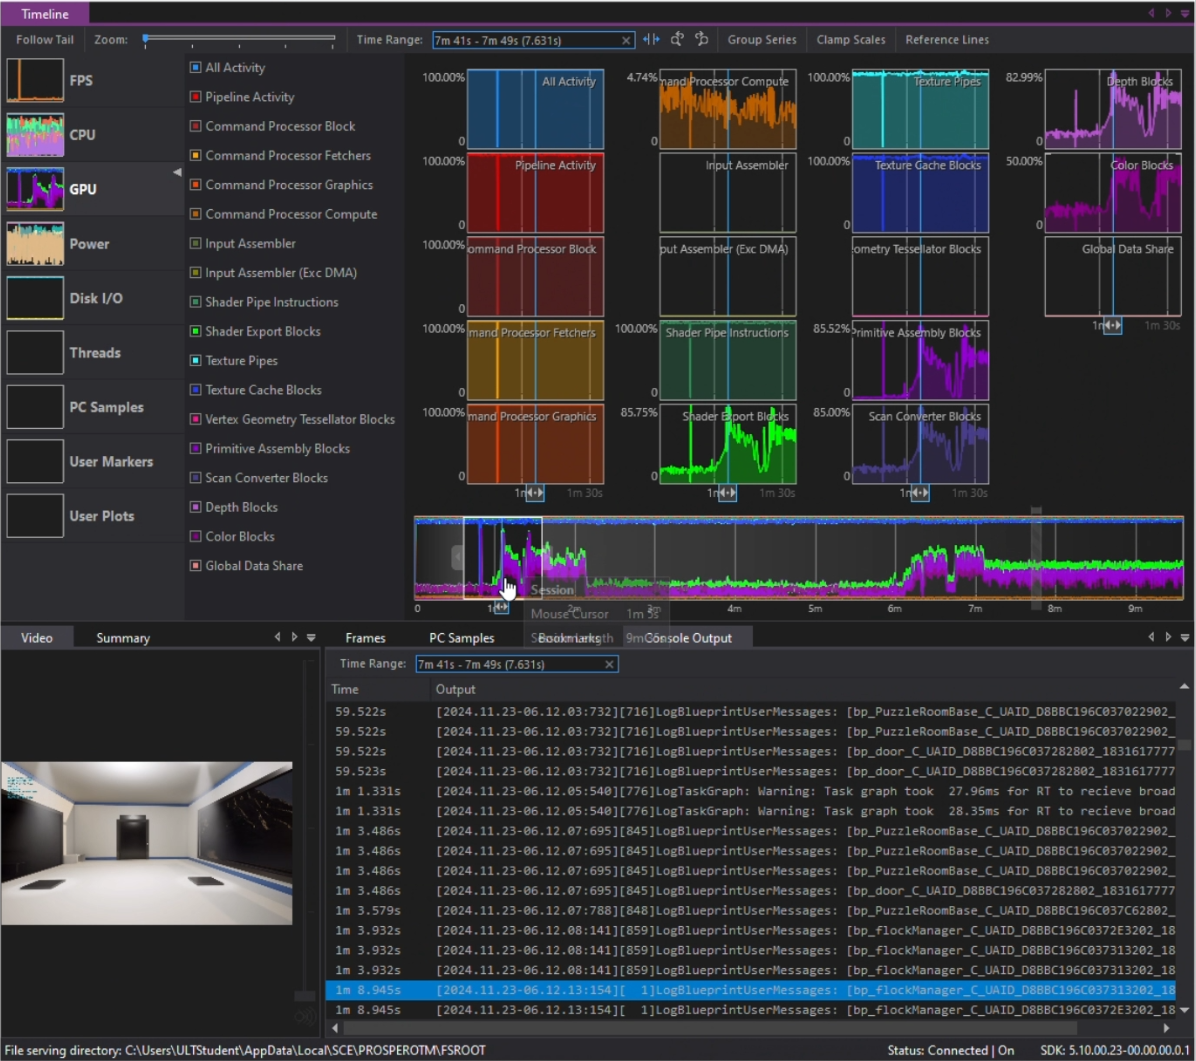 Timeline
Follow Tail Zoom: Time Range: 7m 41s - 7m 49s (7.631s) Group Series Clamp Scales Reference Lines
FPS
CPU
GPU
Power
Disk I/O
Threads
PC Samples
User Markers
User Plots
All Activity
Pipeline Activity
Command Processor Block
Command Processor Fetchers
Command Processor Graphics
Command Processor Compute
Input Assembler
Input Assembler (Exc DMA)
Shader Pipe Instructions
Shader Export Blocks
Texture Pipes
Texture Cache Blocks
Vertex Geometry Tessellator Blocks
Primitive Assembly Blocks
Scan Converter Blocks
Depth Blocks
Color Blocks
Global Data Share
100.00% All Activity
0
100.00% Pipeline Activity
0
100.00% ommand Processor Block
0
100.00% mand Processor Fetchers
0
100.00% mand Processor Graphics
0
1m 1m 30s
4.74% mand Processor Compute
0
Input Assembler
put Assembler (Exc DMA)
100.00% Shader Pipe Instructions
0
85.75% Shader Export Blocks
0
1m 1m 30s
100.00% Texture Pipes
0
100.00% Texture Cache Blocks
0
ometry Tessellator Blocks
85.52% Primitive Assembly Blocks
0
85.00% Scan Converter Blocks
0
1m 1m 30s
82.99% Depth Blocks
0
50.00% Color Blocks
0
Global Data Share
1m 1m 30s
0 2m 3m 4m 5m 6m 7m 8m 9m
Session
Mouse Cursor 1m 5s
Video Summary
Frames PC Samples Bookmarks Console Output
Time Range: 7m 41s - 7m 49s (7.631s)
Time Output
59.522s [2024.11.23-06.12.03:732][716]LogBlueprintUserMessages: [bp_PuzzleRoomBase_C_UAID_D8BBC196C037022902_
59.522s [2024.11.23-06.12.03:732][716]LogBlueprintUserMessages: [bp_PuzzleRoomBase_C_UAID_D8BBC196C037022902_
59.522s [2024.11.23-06.12.03:732][716]LogBlueprintUserMessages: [bp_door_C_UAID_D8BBC196C037282802_1831617777
59.523s [2024.11.23-06.12.03:732][716]LogBlueprintUserMessages: [bp_door_C_UAID_D8BBC196C037282802_1831617777
1m 1.331s [2024.11.23-06.12.05:540][776]LogTaskGraph: Warning: Task graph took 27.96ms for RT to recieve broad
1m 1.331s [2024.11.23-06.12.05:540][776]LogTaskGraph: Warning: Task graph took 28.35ms for RT to recieve broad
1m 3.486s [2024.11.23-06.12.07:695][845]LogBlueprintUserMessages: [bp_PuzzleRoomBase_C_UAID_D8BBC196C037022902_
1m 3.486s [2024.11.23-06.12.07:695][845]LogBlueprintUserMessages: [bp_PuzzleRoomBase_C_UAID_D8BBC196C037022902_
1m 3.486s [2024.11.23-06.12.07:695][845]LogBlueprintUserMessages: [bp_PuzzleRoomBase_C_UAID_D8BBC196C037022902_
1m 3.486s [2024.11.23-06.12.07:695][845]LogBlueprintUserMessages: [bp_door_C_UAID_D8BBC196C037282802_1831617777
1m 3.579s [2024.11.23-06.12.07:788][848]LogBlueprintUserMessages: [bp_PuzzleRoomBase_C_UAID_D8BBC196C037C62802_
1m 3.932s [2024.11.23-06.12.08:141][859]LogBlueprintUserMessages: [bp_flockManager_C_UAID_D8BBC196C0372E3202_18
1m 3.932s [2024.11.23-06.12.08:141][859]LogBlueprintUserMessages: [bp_flockManager_C_UAID_D8BBC196C037313202_18
1m 3.932s [2024.11.23-06.12.08:141][859]LogBlueprintUserMessages: [bp_flockManager_C_UAID_D8BBC196C037313202_18
1m 8.945s [2024.11.23-06.12.13:154][ 1]LogBlueprintUserMessages: [bp_flockManager_C_UAID_D8BBC196C037313202_18
1m 8.945s [2024.11.23-06.12.13:154][ 1]LogBlueprintUserMessages: [bp_flockManager_C_UAID_D8BBC196C037313202_18
File serving directory: C:\Users\ULTStudent\AppData\Local\SCE\PROSPEROTM\FSROOT Status: Connected | On SDK: 5.10.00.23-00.00.00.0.1